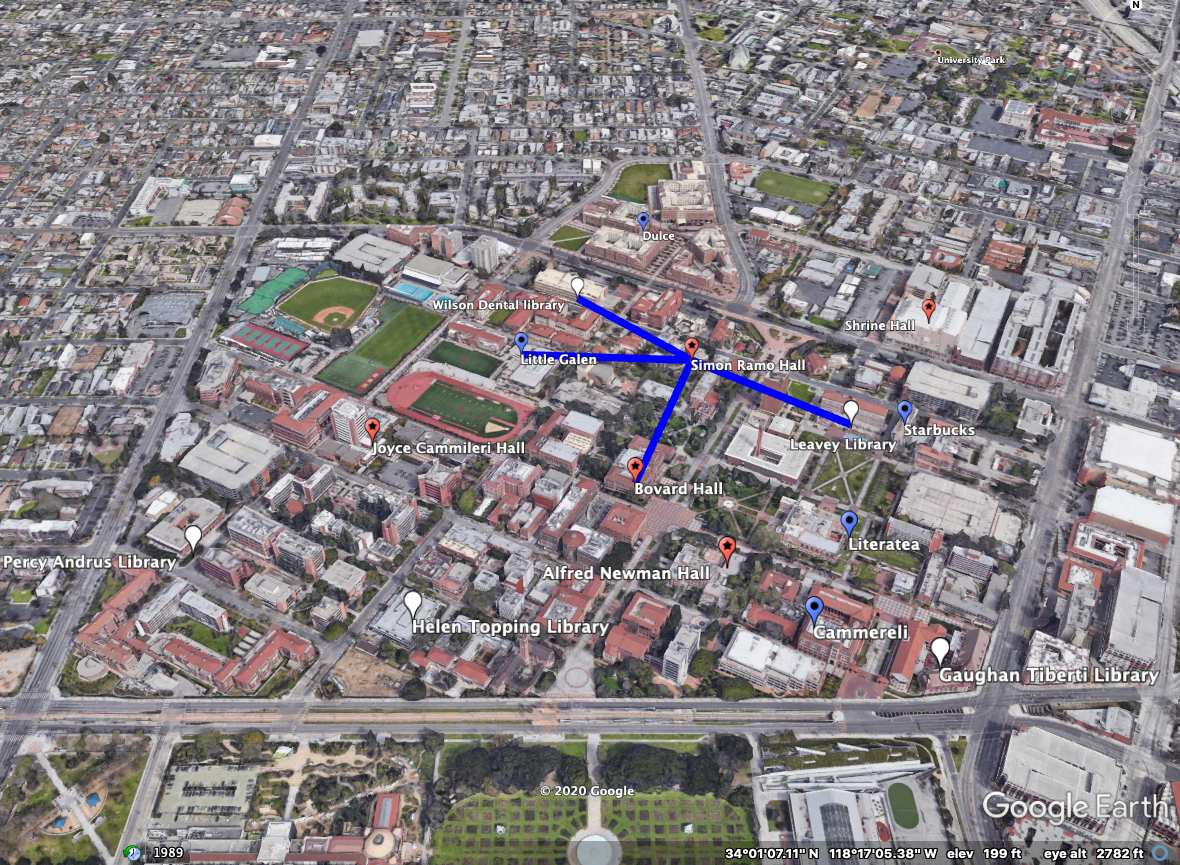 N
University Park
Dulce
Wilson Dental library
Shrine Hall
Little Galen
Simon Ramo Hall
Starbucks
Leavey Library
Joyce Cammileri Hall
Bovard Hall
Literatea
Percy Andrus Library
Alfred Newman Hall
Helen Topping Library
Cammereli
Gaughan Tiberti Library
© 2020 Google
Google Earth
1989
34°01'07.11" N 118°17'05.38" W elev 199 ft eye alt 2782 ft